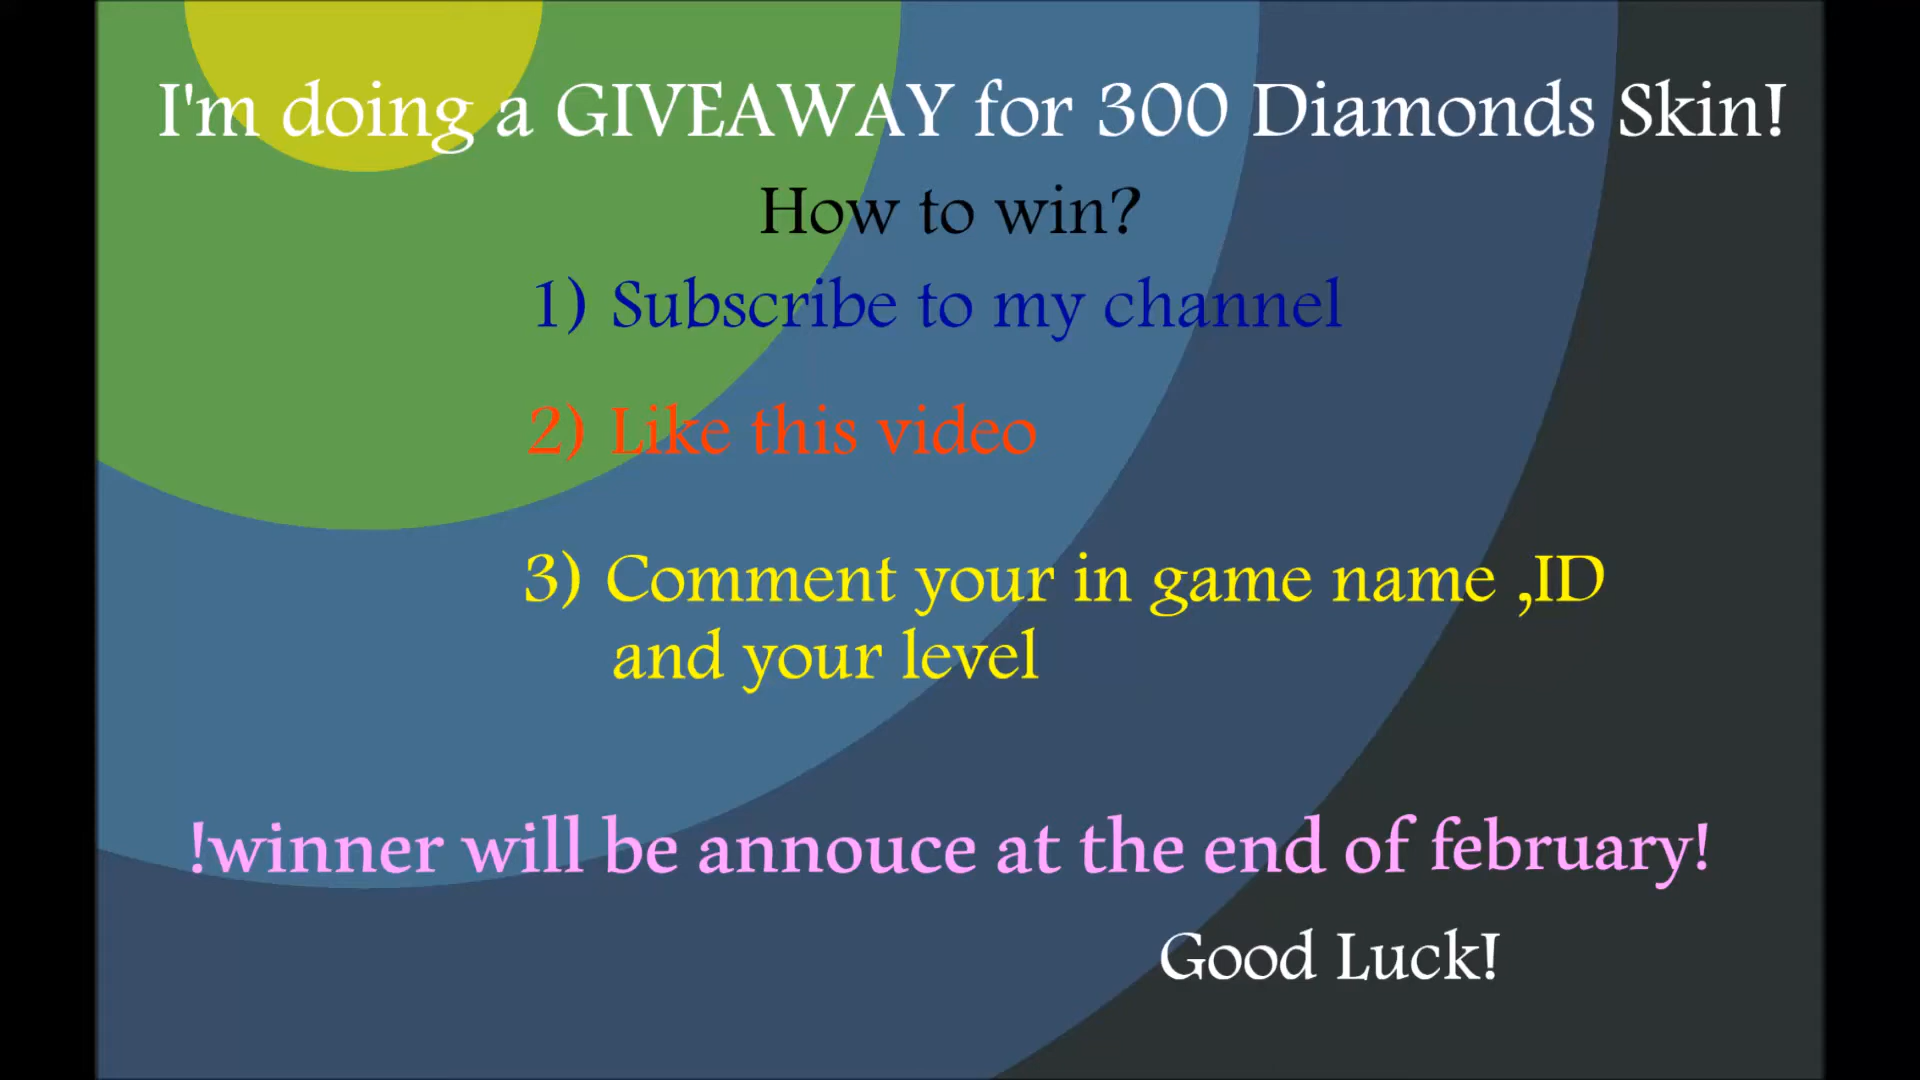 I'm doing a GIVEAWAY for 300 Diamonds Skin!
How to win?
1) Subscribe to my channel
2) Like this video
3) Comment your in game name ,ID
and your level
!winner will be annouce at the end of february!
Good Luck!